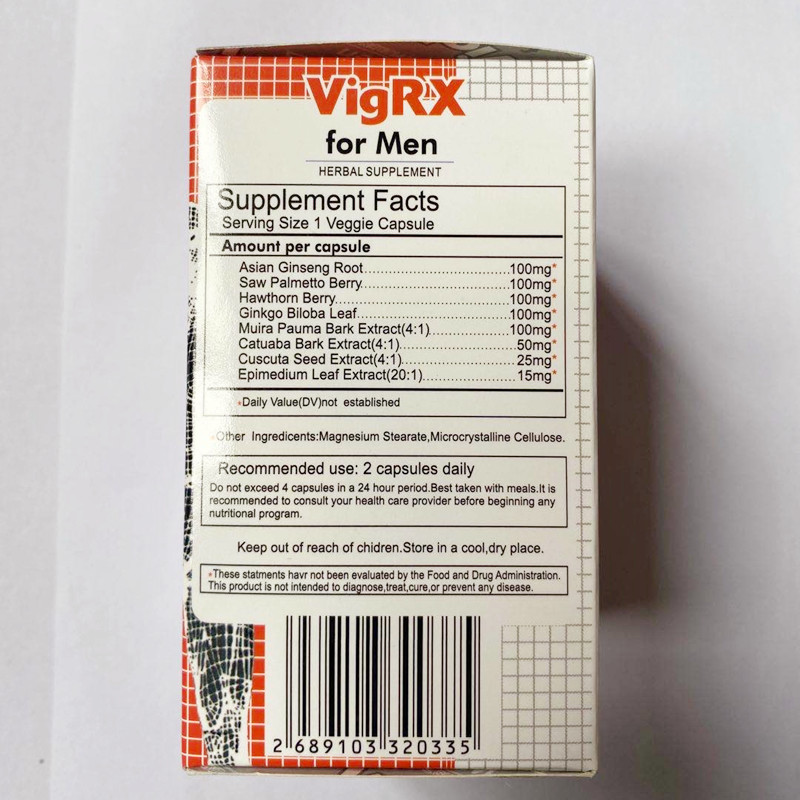 VigRX
for Men
HERBAL SUPPLEMENT
Supplement Facts
Serving Size 1 Veggie Capsule
Amount per capsule
Asian Ginseng Root..........100mg*
Saw Palmetto Berry..........100mg*
Hawthorn Berry..........100mg*
Ginkgo Biloba Leaf..........100mg*
Muira Pauma Bark Extract(4:1)..........100mg*
Catuaba Bark Extract(4:1)..........50mg*
Cuscuta Seed Extract(4:1)..........25mg*
Epimedium Leaf Extract(20:1)..........15mg*
*Daily Value(DV)not established
*Other Ingredicents:Magnesium Stearate,Microcrystalline Cellulose.
Recommended use: 2 capsules daily
Do not exceed 4 capsules in a 24 hour period.Best taken with meals.It is
recommended to consult your health care provider before beginning any
nutritional program.
Keep out of reach of chidren.Store in a cool,dry place.
*These statments havr not been evaluated by the Food and Drug Administration.
This product is not intended to diagnose,treat,cure,or prevent any disease.
2 689103 320335